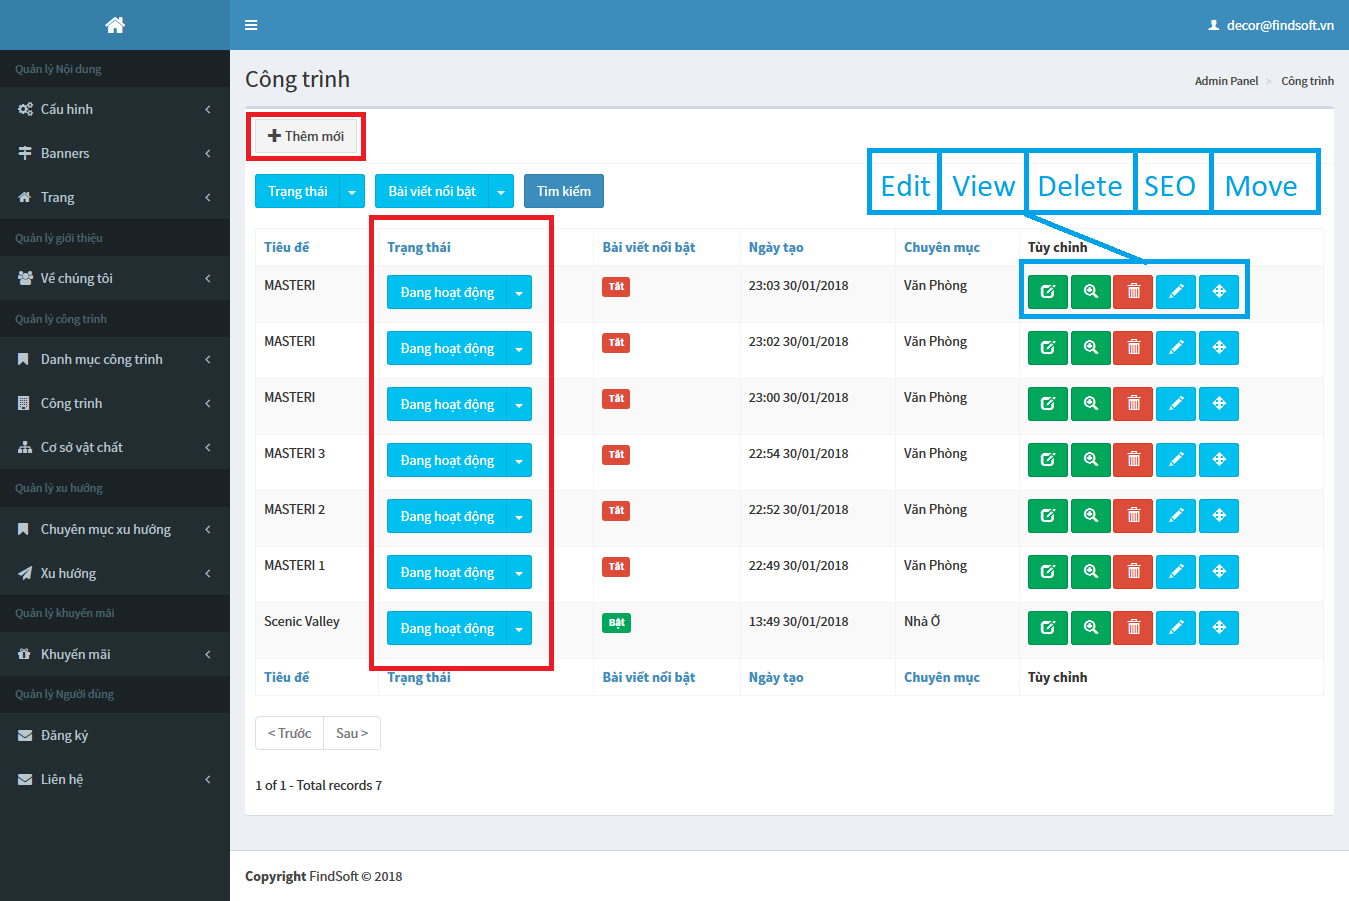 decor@findsoft.vn
Quản lý Nội dung
Cấu hình
Banners
Trang
Quản lý giới thiệu
Về chúng tôi
Quản lý công trình
Danh mục công trình
Công trình
Cơ sở vật chất
Quản lý xu hướng
Chuyên mục xu hướng
Xu hướng
Quản lý khuyến mãi
Khuyến mãi
Quản lý Người dùng
Đăng ký
Liên hệ
Công trình
Admin Panel > Công trình
Thêm mới
Trạng thái Bài viết nổi bật Tìm kiếm
Edit View Delete SEO Move
Tiêu đề Trạng thái Bài viết nổi bật Ngày tạo Chuyên mục Tùy chỉnh
MASTERI Đang hoạt động Tắt 23:03 30/01/2018 Văn Phòng
MASTERI Đang hoạt động Tắt 23:02 30/01/2018 Văn Phòng
MASTERI Đang hoạt động Tắt 23:00 30/01/2018 Văn Phòng
MASTERI 3 Đang hoạt động Tắt 22:54 30/01/2018 Văn Phòng
MASTERI 2 Đang hoạt động Tắt 22:52 30/01/2018 Văn Phòng
MASTERI 1 Đang hoạt động Tắt 22:49 30/01/2018 Văn Phòng
Scenic Valley Đang hoạt động Bật 13:49 30/01/2018 Nhà Ở
Tiêu đề Trạng thái Bài viết nổi bật Ngày tạo Chuyên mục Tùy chỉnh
< Trước Sau >
1 of 1 - Total records 7
Copyright FindSoft © 2018